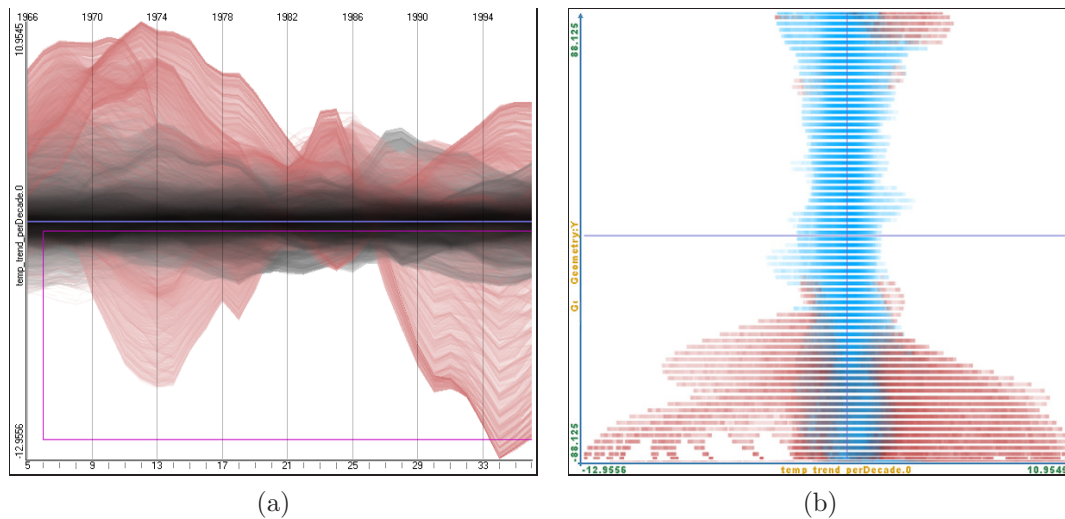 1966 1970 1974 1978 1982 1986 1990 1994
10.9545
temp_trend_perDecade.0
-12.9556
5 9 13 17 21 25 29 33
(a)
88.125
Geometry:Y
-88.125
-12.9556 temp_trend_perDecade.0 10.9545
(b)